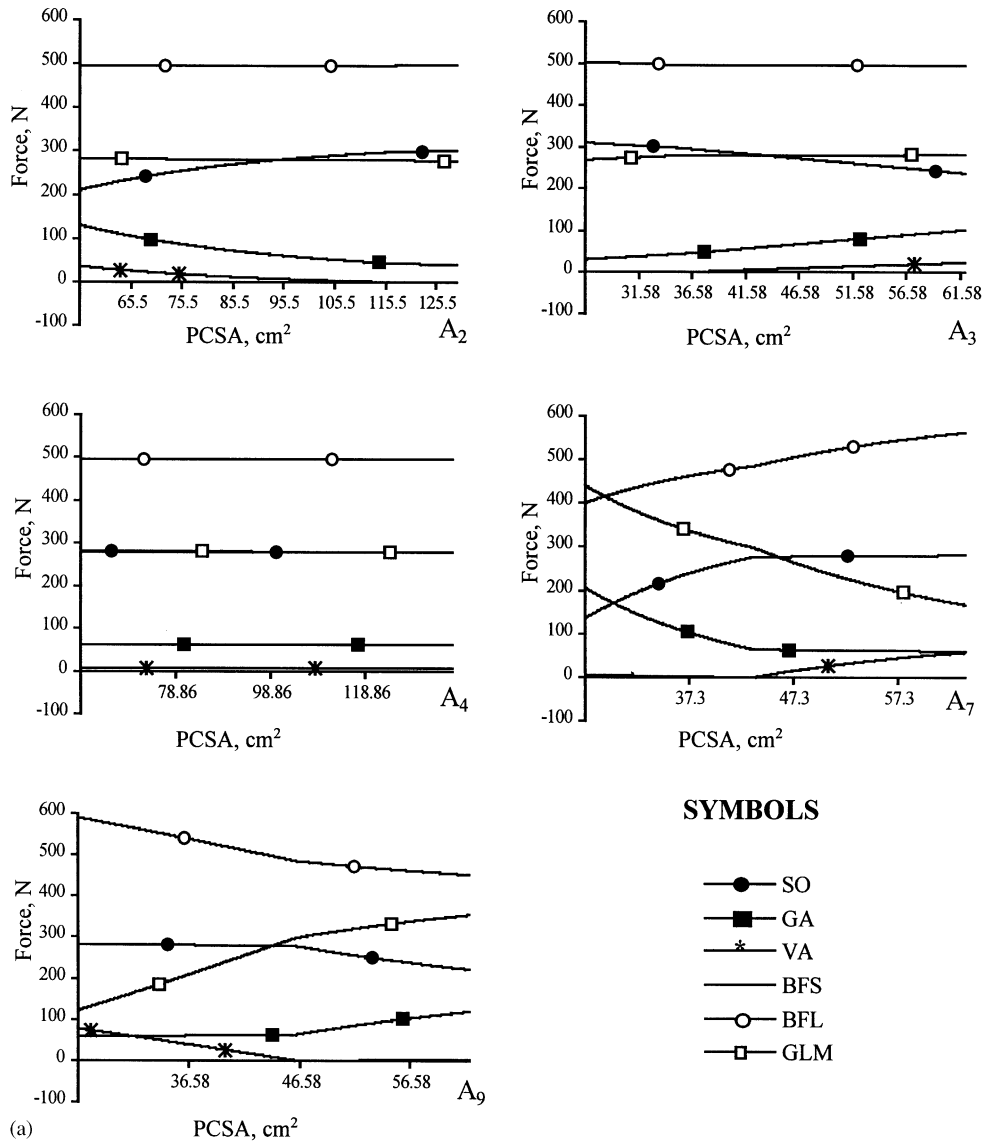 600
500
400
300
200
100
0
-100
Force, N
65.5 75.5 85.5 95.5 105.5 115.5 125.5
PCSA, cm²
A₂
600
500
400
300
200
100
0
-100
Force, N
31.58 36.58 41.58 46.58 51.58 56.58 61.58
PCSA, cm²
A₃
600
500
400
300
200
100
0
-100
Force, N
78.86 98.86 118.86
PCSA, cm²
A₄
600
500
400
300
200
100
0
-100
Force, N
37.3 47.3 57.3
PCSA, cm²
A₇
600
500
400
300
200
100
0
-100
Force, N
36.58 46.58 56.58
PCSA, cm²
A₉
SYMBOLS
SO
GA
VA
BFS
BFL
GLM
(a)